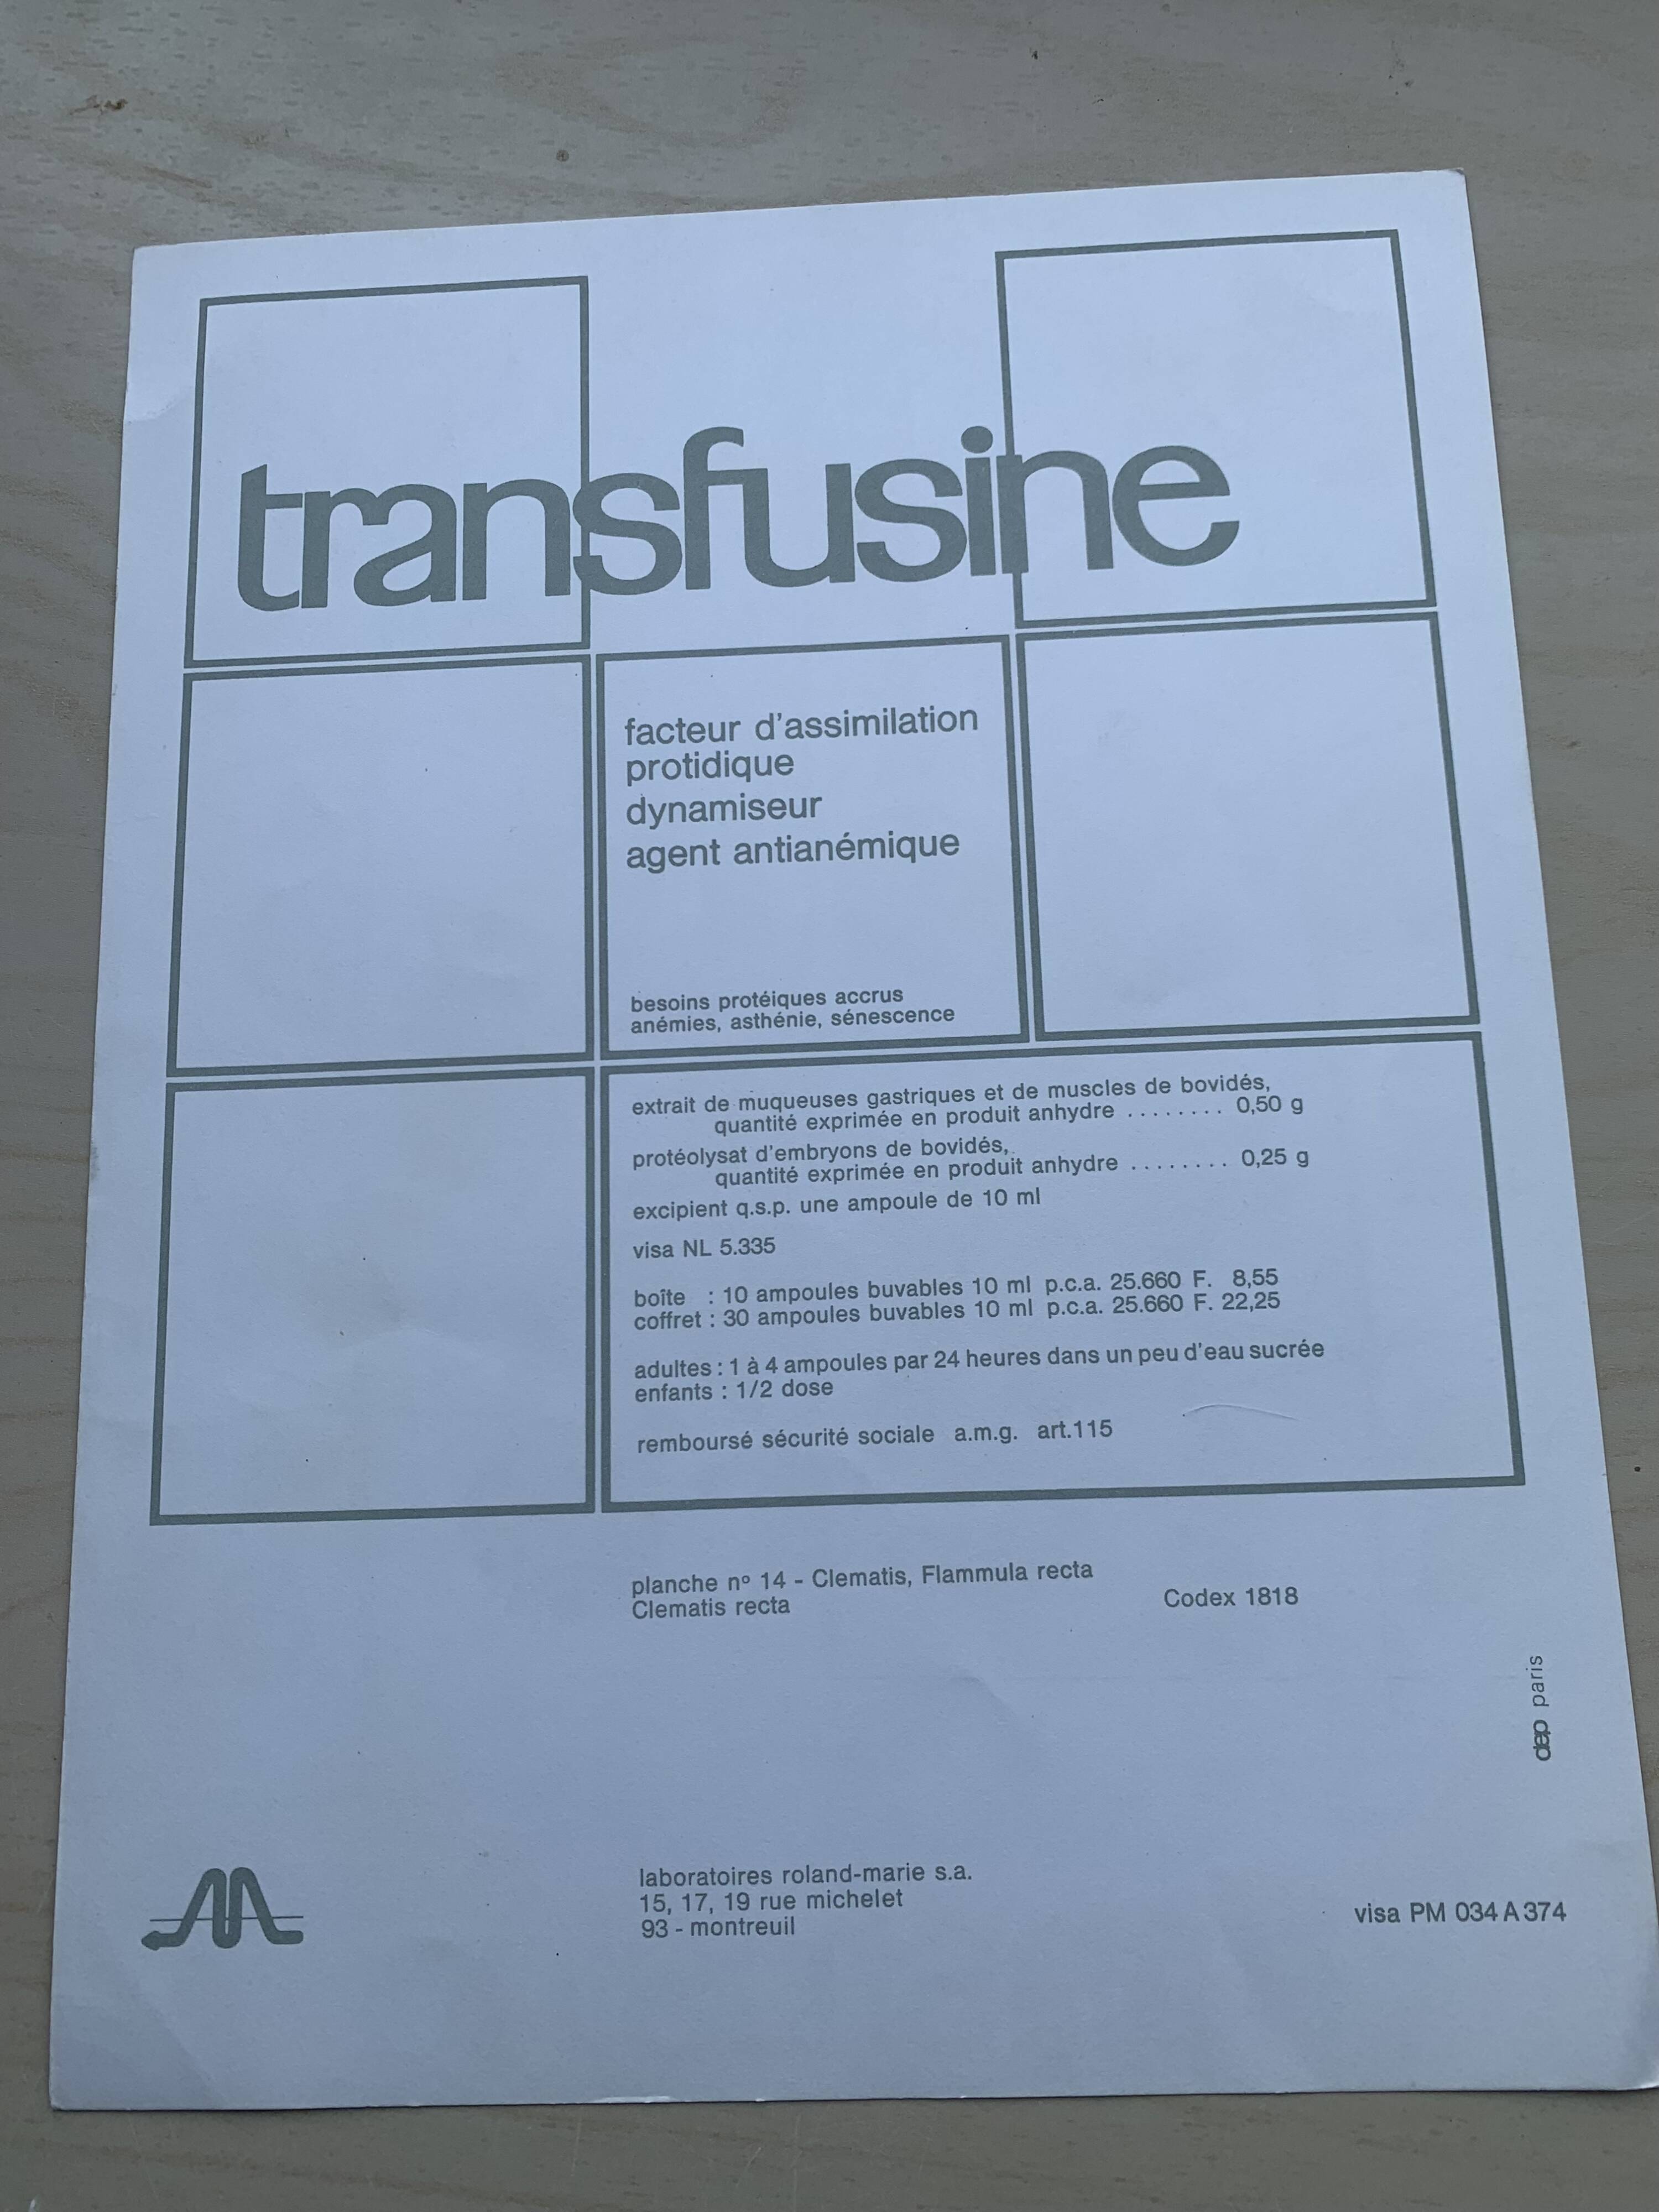 transfusine
facteur d'assimilation
protidique
dynamiseur
agent antianémique
besoins protéiques accrus
anémies, asthénie, sénescence
extrait de muqueuses gastriques et de muscles de bovidés,
quantité exprimée en produit anhydre ........ 0,50 g
protéolysat d'embryons de bovidés,
quantité exprimée en produit anhydre ........ 0,25 g
excipient q.s.p. une ampoule de 10 ml
visa NL 5.335
boîte : 10 ampoules buvables 10 ml p.c.a. 25.660 F. 8,55
coffret : 30 ampoules buvables 10 ml p.c.a. 25.660 F. 22,25
adultes : 1 à 4 ampoules par 24 heures dans un peu d'eau sucrée
enfants : 1/2 dose
remboursé sécurité sociale a.m.g. art.115
planche nº 14 - Clematis, Flammula recta
Clematis recta Codex 1818
dep paris
laboratoires roland-marie s.a.
15, 17, 19 rue michelet
93 - montreuil
visa PM 034 A 374